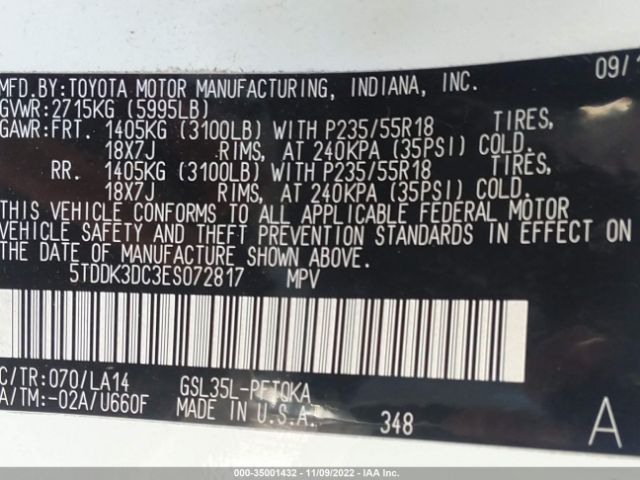 09/1
MFD.BY:TOYOTA MOTOR MANUFACTURING, INDIANA, INC.
GVWR:2715KG (5995LB)
GAWR:FRT. 1405KG (3100LB) WITH P235/55R18 TIRES,
18X7J RIMS, AT 240KPA (35PSI) COLD.
RR. 1405KG (3100LB) WITH P235/55R18 TIRES,
18X7J RIMS, AT 240KPA (35PSI) COLD.
THIS VEHICLE CONFORMS TO ALL APPLICABLE FEDERAL MOTOR
VEHICLE SAFETY AND THEFT PREVENTION STANDARDS IN EFFECT ON
THE DATE OF MANUFACTURE SHOWN ABOVE.
5TDDK3DC3ES072817 MPV
C/TR:070/LA14 GSL35L-PFTQKA
A/TM:-02A/U660F MADE IN U.S.A. 348 A
000-35001432 - 11/09/2022 - IAA Inc.